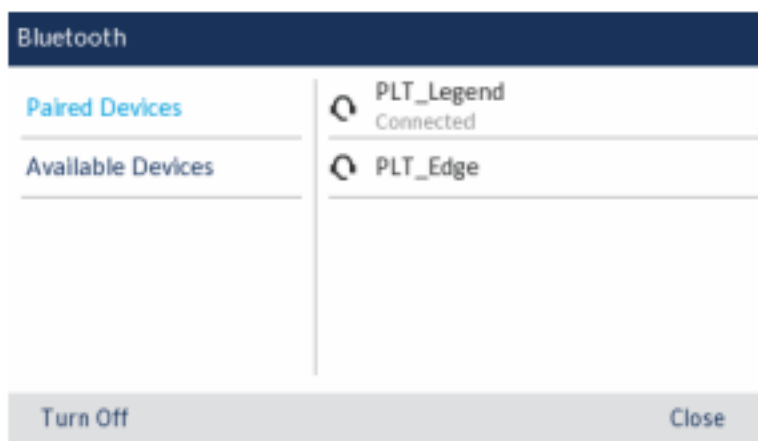 Bluetooth
Paired Devices
Available Devices
PLT_Legend
Connected
PLT_Edge
Turn Off
Close